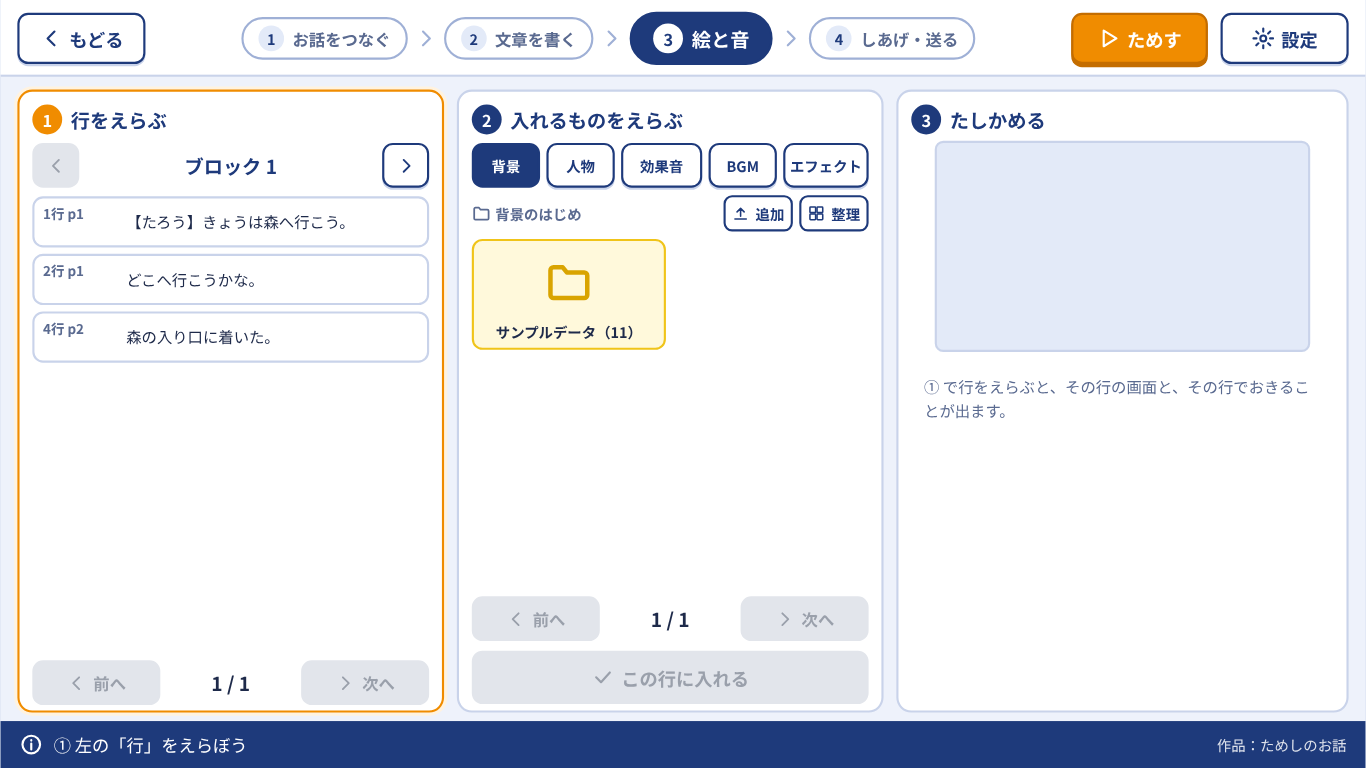 もどる
1 お話をつなぐ
2 文章を書く
3 絵と音
4 しあげ・送る
ためす
設定
1 行をえらぶ
ブロック 1
1行 p1 【たろう】きょうは森へ行こう。
2行 p1 どこへ行こうかな。
4行 p2 森の入り口に着いた。
前へ 1 / 1 次へ
2 入れるものをえらぶ
背景 人物 効果音 BGM エフェクト
背景のはじめ 追加 整理
サンプルデータ（11）
前へ 1 / 1 次へ
この行に入れる
3 たしかめる
① で行をえらぶと、その行の画面と、その行でおきるこ
とが出ます。
① 左の「行」をえらぼう
作品：ためしのお話